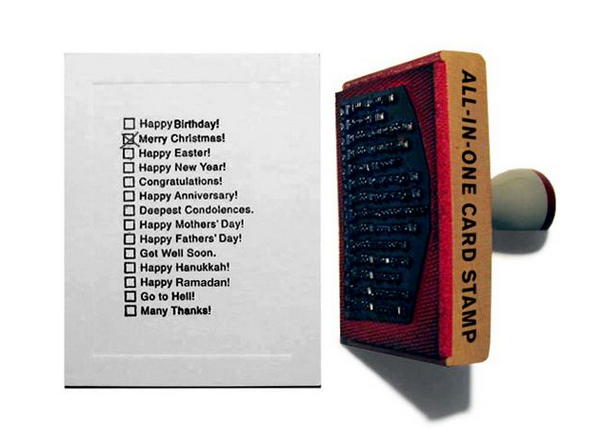 Happy Birthday!
Merry Christmas!
Happy Easter!
Happy New Year!
Congratulations!
Happy Anniversary!
Deepest Condolences.
Happy Mothers' Day!
Happy Fathers' Day!
Get Well Soon.
Happy Hanukkah!
Happy Ramadan!
Go to Hell!
Many Thanks!
ALL-IN-ONE CARD STAMP